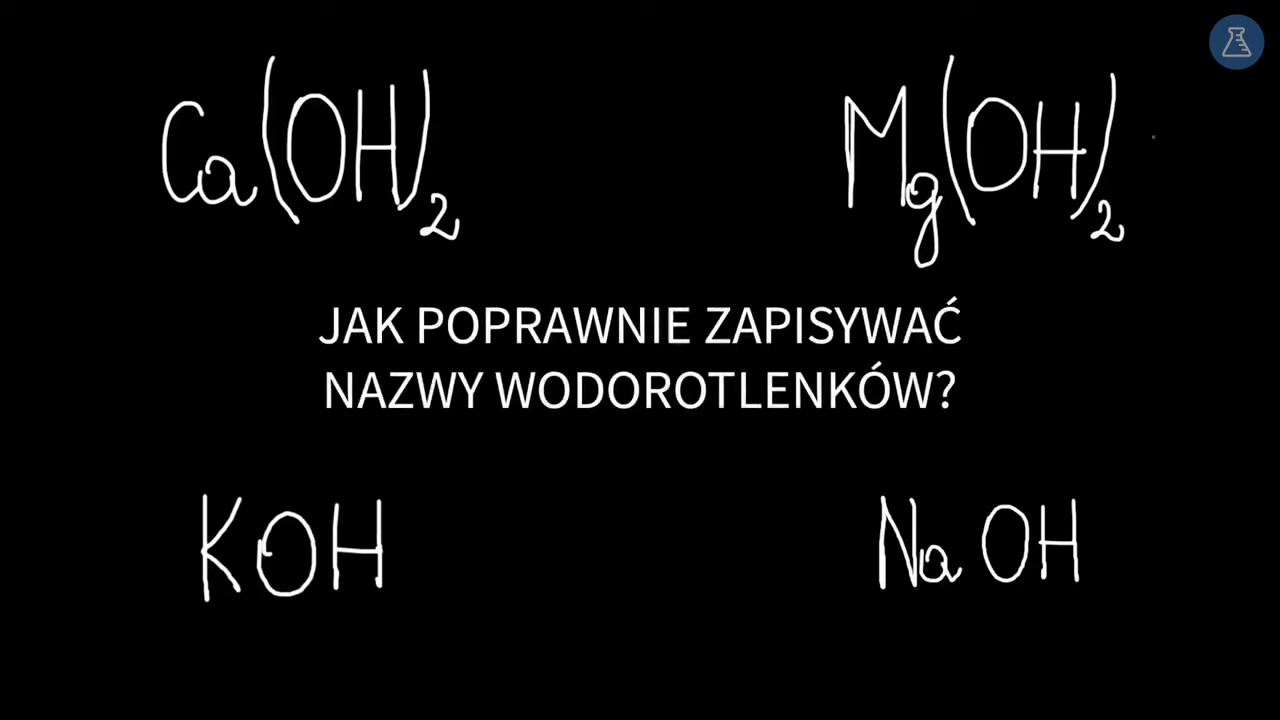 Ca(OH)₂ Mg(OH)₂
JAK POPRAWNIE ZAPISYWAĆ
NAZWY WODOROTLENKÓW?
KOH NaOH